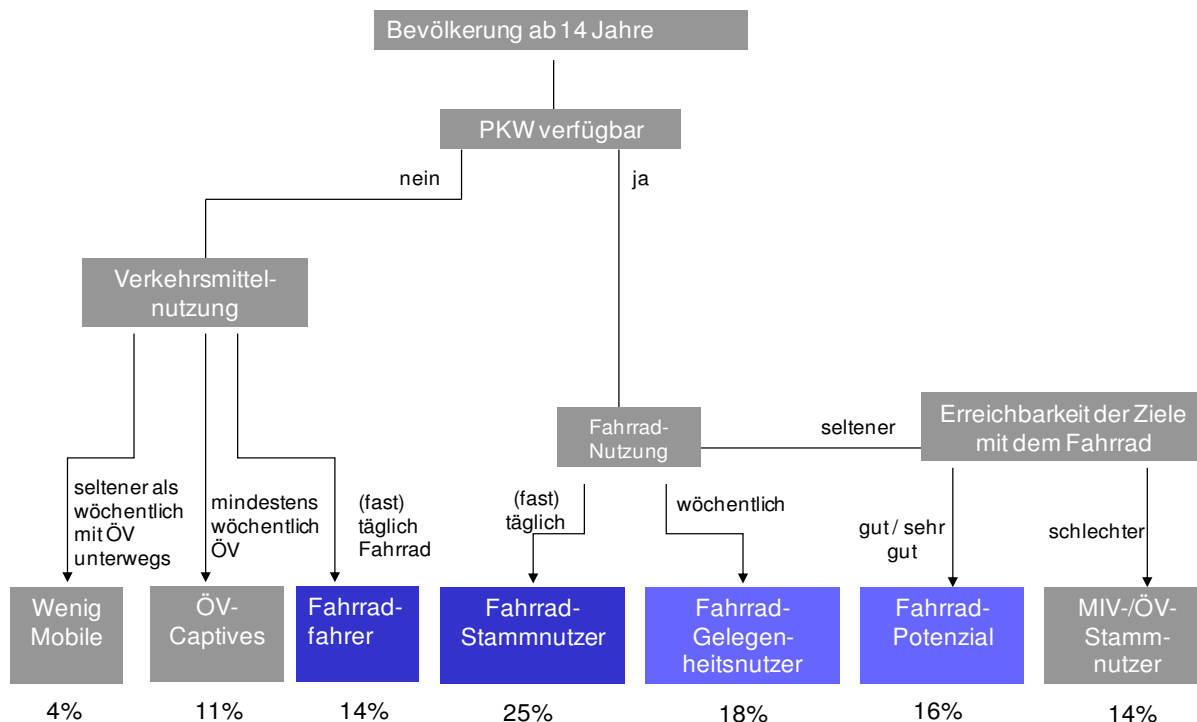 Bevölkerung ab 14 Jahre
PKW verfügbar
nein
ja
Verkehrsmittel-
nutzung
Fahrrad-
Nutzung
seltener
Erreichbarkeit der Ziele
mit dem Fahrrad
seltener als
wöchentlich
mit ÖV
unterwegs
mindestens
wöchentlich
ÖV
(fast)
täglich
Fahrrad
(fast)
täglich
wöchentlich
gut / sehr
gut
schlechter
Wenig
Mobile
ÖV-
Captives
Fahrrad-
fahrer
Fahrrad-
Stammnutzer
Fahrrad-
Gelegen-
heitsnutzer
Fahrrad-
Potenzial
MIV-/ÖV-
Stamm-
nutzer
4%
11%
14%
25%
18%
16%
14%